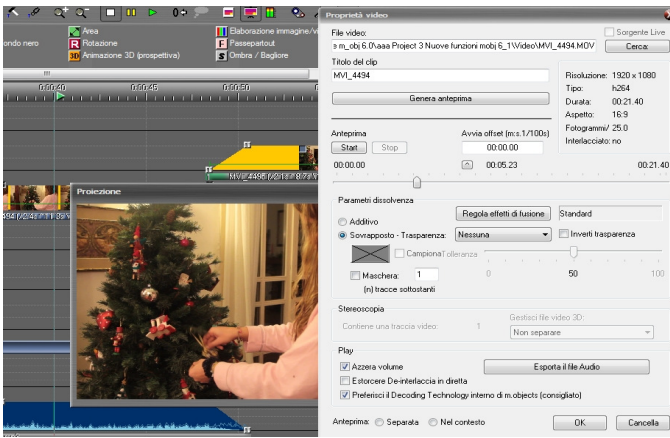 Area
Elaborazione immagine/vi
ondo nero
R Rotazione
F Passepartout
3D Animazione 3D (prospettiva)
S Ombra / Bagliore
0:00:40
0:00:45
0:00:50
Proiezione
Proprietà video
File video:
Sorgente Live
e m_obj 6.0\aaa Project 3 Nuove funzioni mobj 6_1\Video\MVI_4494.MOV
Cerca:
Titolo del clip
MVI_4494
Genera anteprima
Risoluzione: 1920 x 1080
Tipo: h264
Durata: 00:21.40
Aspetto: 16:9
Fotogrammi/ 25.0
Interlacciato: no
Anteprima
Avvia offset (m:s.1/100s)
Start
Stop
00:00.00
00:00.00
00:05.23
00:21.40
Parametri dissolvenza
Additivo
Regola effetti di fusione
Standard
Sovrapposto - Trasparenza:
Nessuna
Inverti trasparenza
Campiona
Tolleranza
Maschera: 1
0
50
100
(n) tracce sottostanti
Stereoscopia
Gestisci file video 3D:
Contiene una traccia video: 1
Non separare
Play
Azzera volume
Esporta il file Audio
Estorcere De-interlaccia in diretta
Preferisci il Decoding Technology interno di m.objects (consigliato)
Anteprima:
Separata
Nel contesto
OK
Cancella